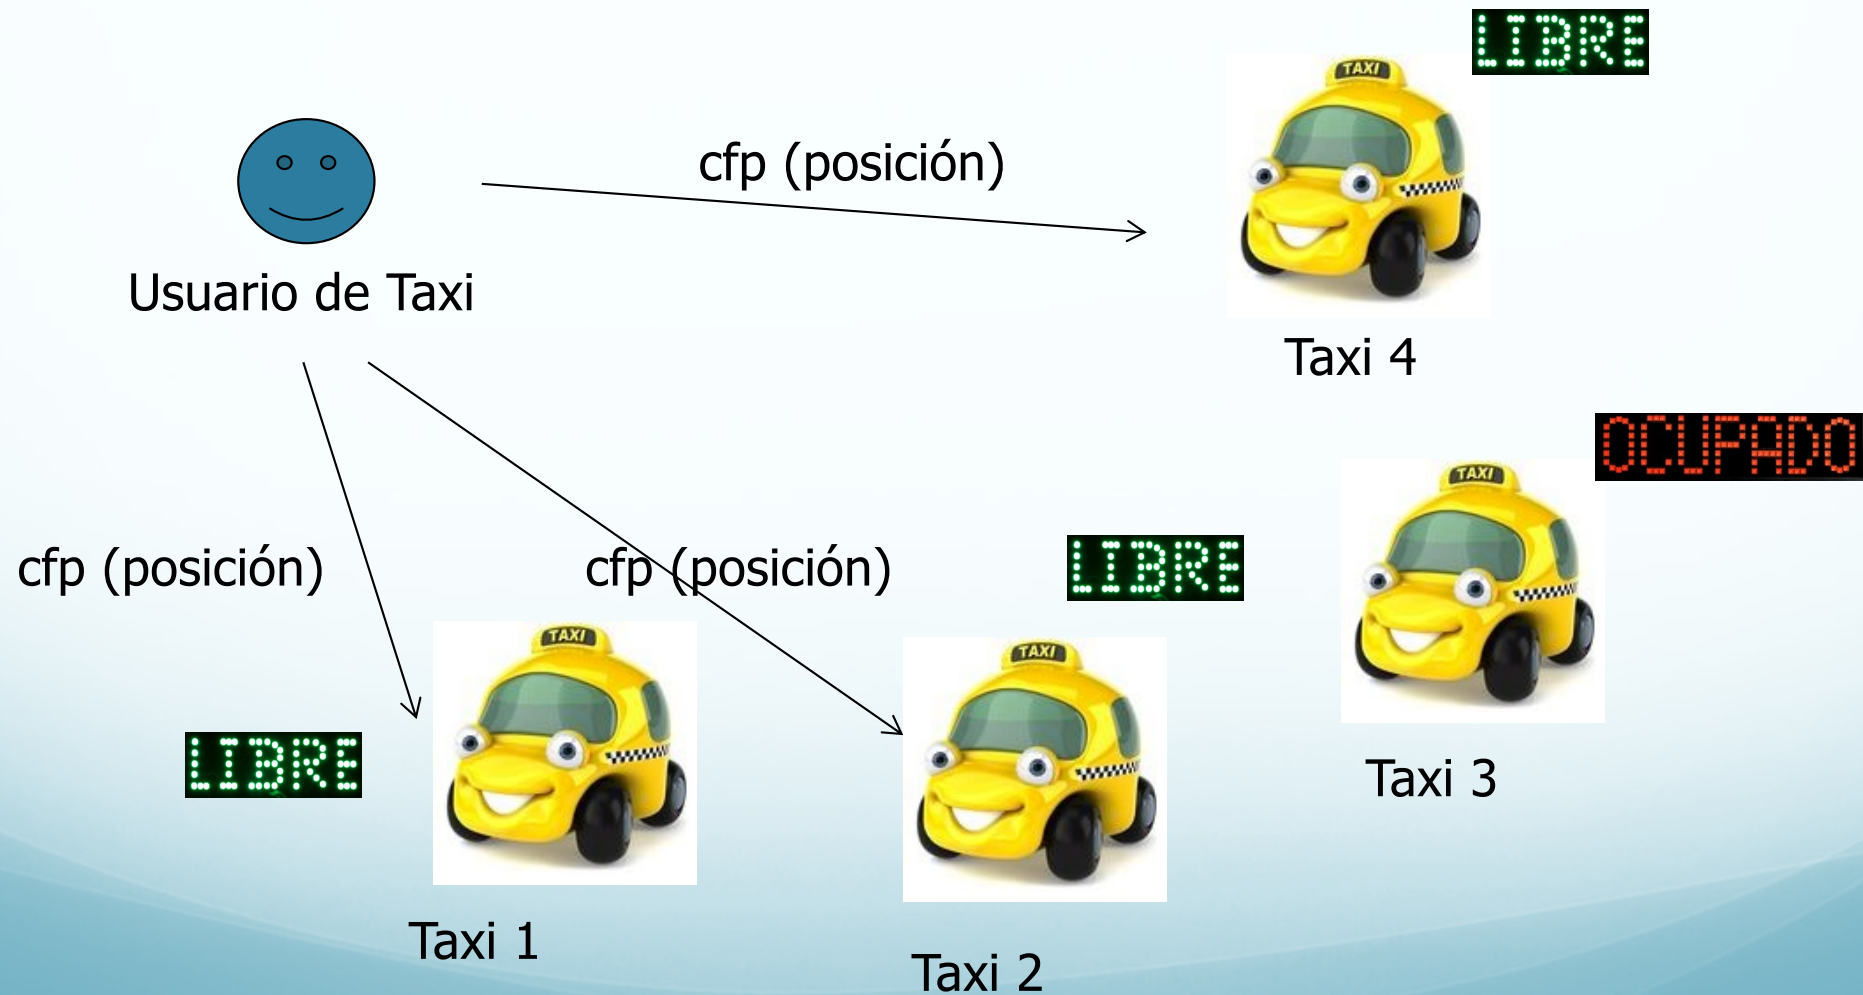 LIBRE
TAXI
cfp (posición)
Usuario de Taxi
Taxi 4
OCUPADO
TAXI
cfp (posición)
cfp (posición)
LIBRE
TAXI
TAXI
LIBRE
Taxi 3
Taxi 1
Taxi 2